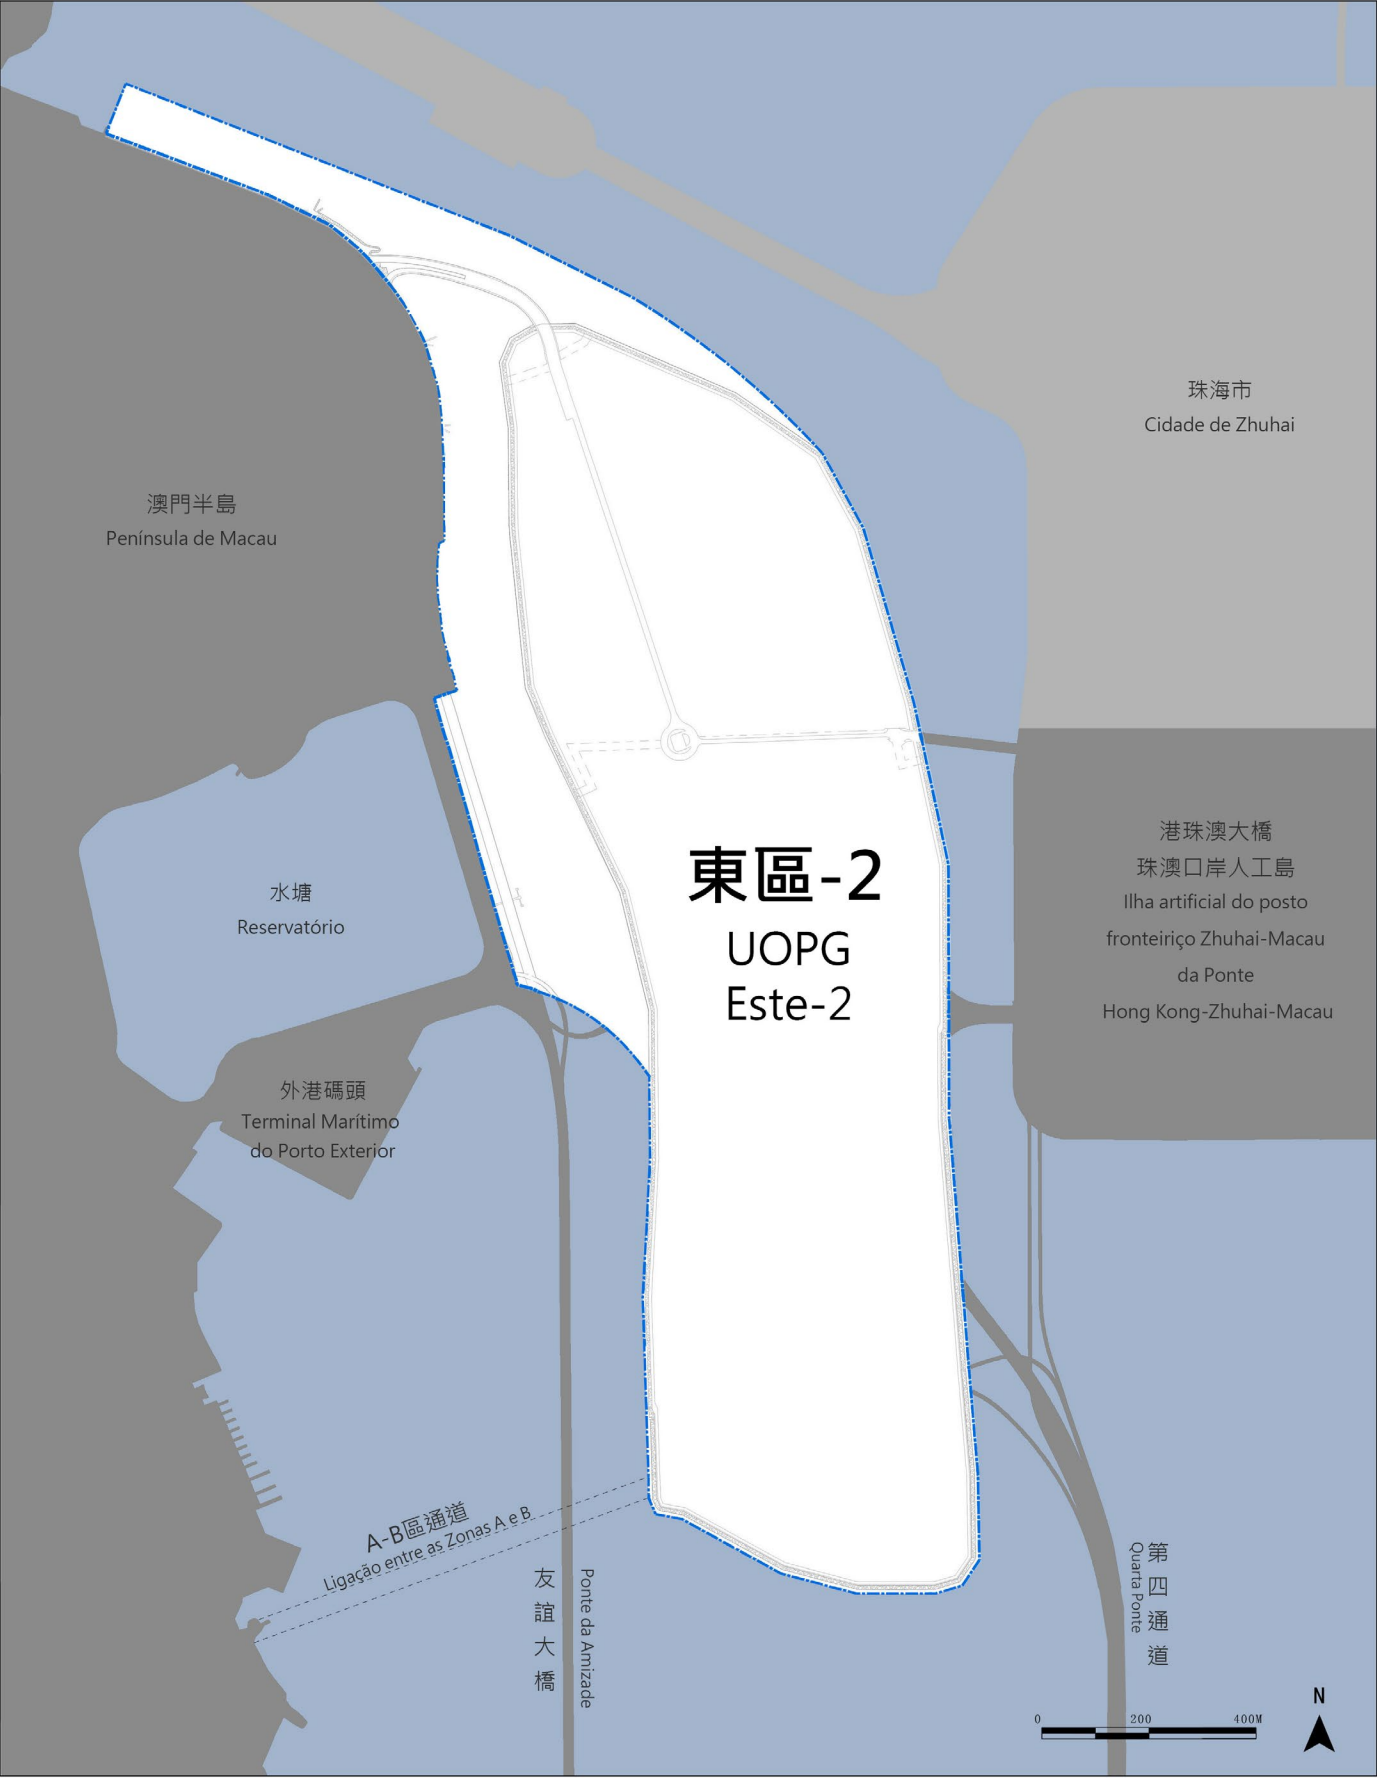 珠海市
Cidade de Zhuhai
澳門半島
Península de Macau
東區-2
UOPG
Este-2
港珠澳大橋
珠澳口岸人工島
Ilha artificial do posto
fronteiriço Zhuhai-Macau
da Ponte
Hong Kong-Zhuhai-Macau
水塘
Reservatório
外港碼頭
Terminal Marítimo
do Porto Exterior
A-B區通道
Ligação entre as Zonas A e B
友誼大橋
Ponte da Amizade
第四通道
Quarta Ponte
N
0 200 400M